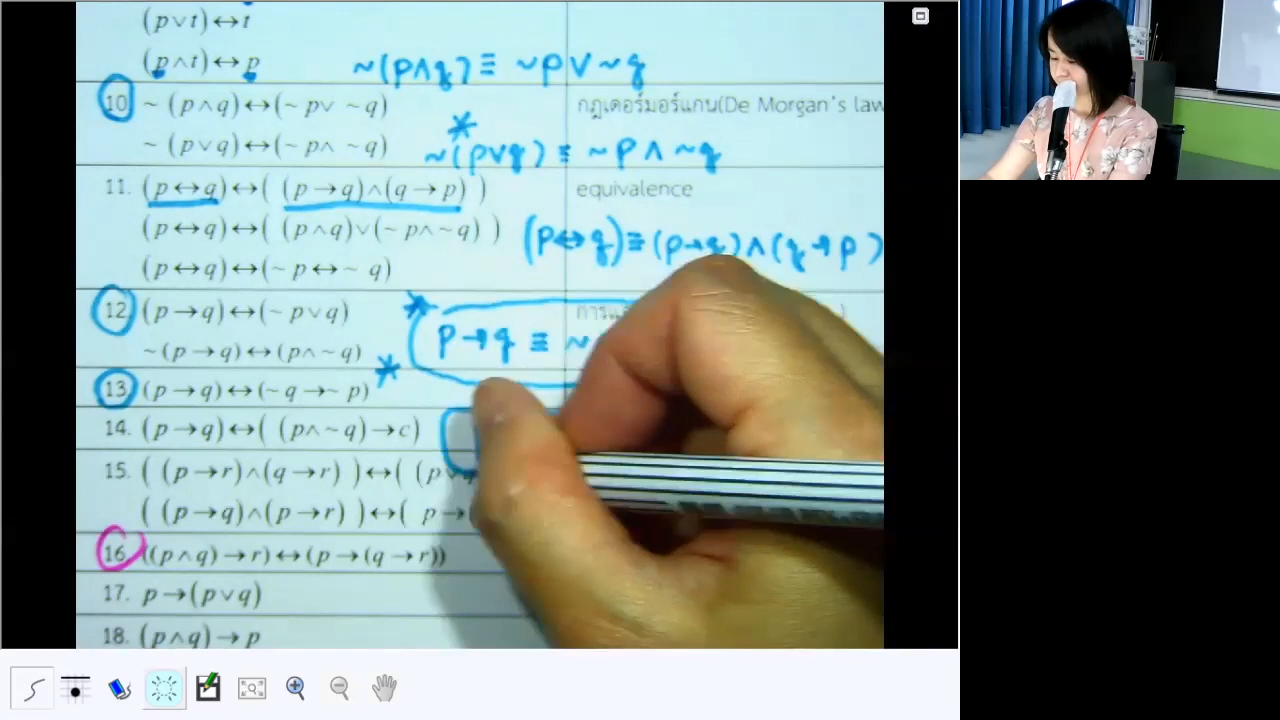 (p∨t)↔t
(p∧t)↔p
~(p∧q) ≡ ~p∨~q
10 ~(p∧q)↔(~p∨ ~q) กฎเดอร์มอร์แกน(De Morgan's law
~(p∨q)↔(~p∧ ~q)
* ~(p∨q) ≡ ~p∧~q
11. (p↔q)↔( (p→q)∧(q→p) ) equivalence
(p↔q)↔( (p∧q)∨(~p∧~q) )
(p↔q)≡(p→q)∧(q→p)
(p↔q)↔(~p↔~ q)
12. (p→q)↔(~p∨q)
* p→q ≡ ~
~(p→q)↔(p∧~q)
13. (p→q)↔(~q→~ p) *
14. (p→q)↔( (p∧~q)→c)
15. ( (p→r)∧(q→r) )↔( (p∨q
( (p→q)∧(p→r) )↔( p→
16. ((p∧q)→r)↔(p→(q→r))
17. p→(p∨q)
18. (p∧q)→p